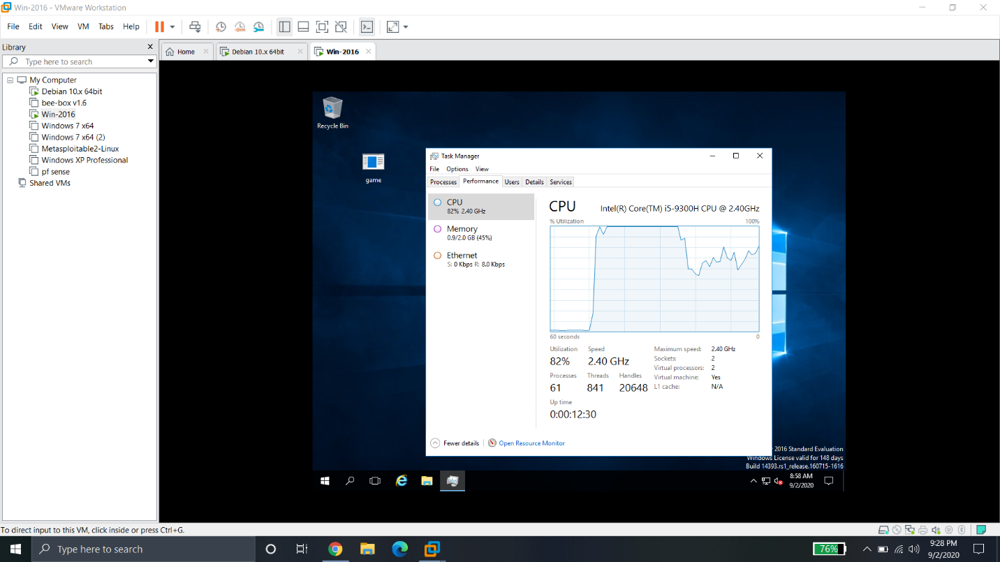 Win-2016 - VMware Workstation
File Edit View VM Tabs Help
Library
Type here to search
Home
Debian 10.x 64bit
Win-2016
My Computer
Debian 10.x 64bit
bee-box v1.6
Win-2016
Windows 7 x64
Windows 7 x64 (2)
Metasploitable2-Linux
Windows XP Professional
pf sense
Shared VMs
Recycle Bin
game
Task Manager
File Options View
Processes Performance Users Details Services
CPU
82% 2.40 GHz
Memory
0.9/2.0 GB (45%)
Ethernet
S: 0 Kbps R: 8.0 Kbps
CPU Intel(R) Core(TM) i5-9300H CPU @ 2.40GHz
% Utilization 100%
60 seconds 0
Utilization Speed
82% 2.40 GHz
Processes Threads Handles
61 841 20648
Up time
0:00:12:30
Maximum speed: 2.40 GHz
Sockets: 2
Virtual processors: 2
Virtual machine: Yes
L1 cache: N/A
Fewer details Open Resource Monitor
2016 Standard Evaluation
Windows License valid for 148 days
Build 14393.rs1_release.160715-1616
8:58 AM
9/2/2020
To direct input to this VM, click inside or press Ctrl+G.
Type here to search
76%
9:28 PM
9/2/2020